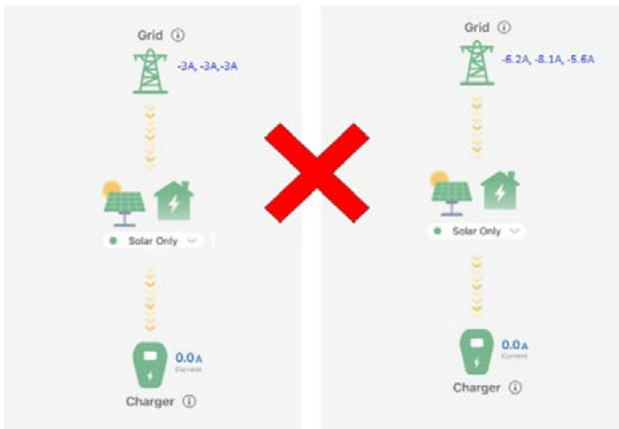 Grid
-3A, -3A,-3A
Solar Only
0.0A
Current
Charger
Grid
-6.2A, -8.1A, -5.6A
Solar Only
0.0A
Current
Charger